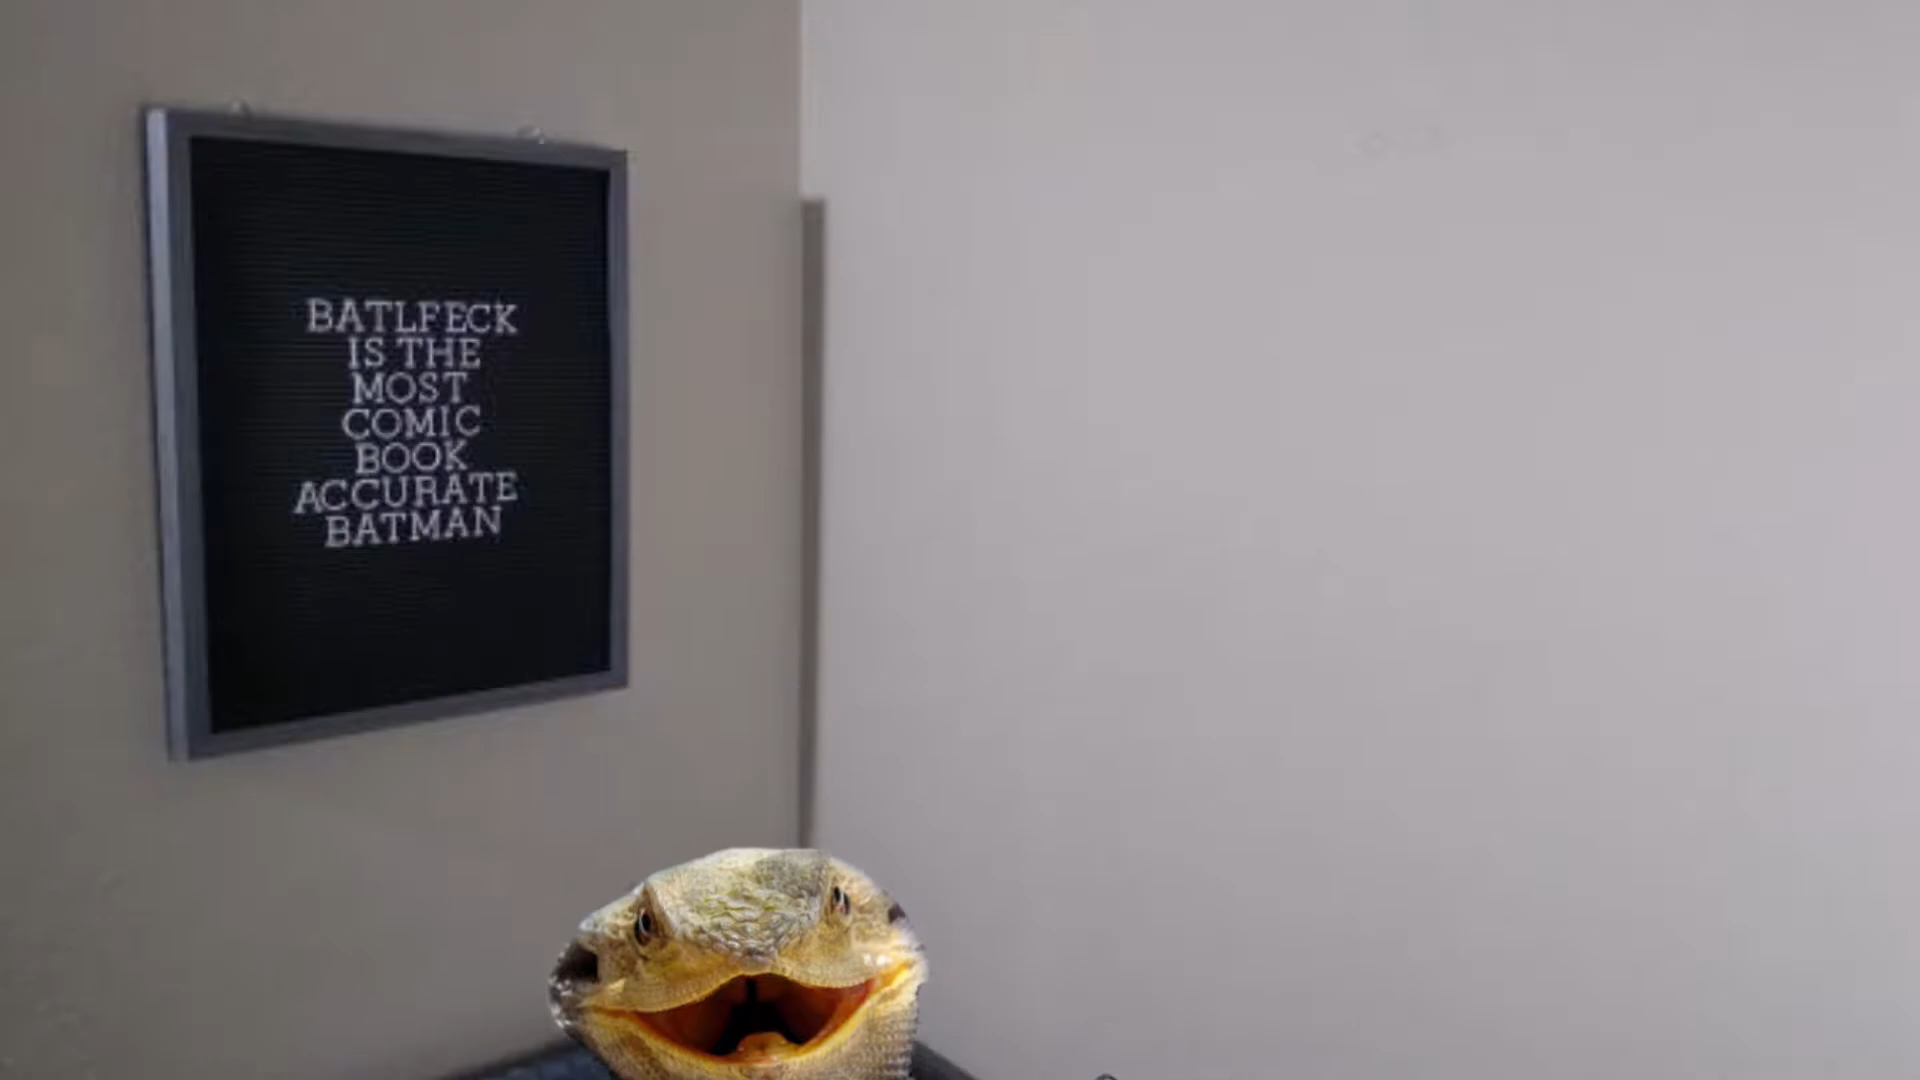 BATLFECK
IS THE
MOST
COMIC
BOOK
ACCURATE
BATMAN